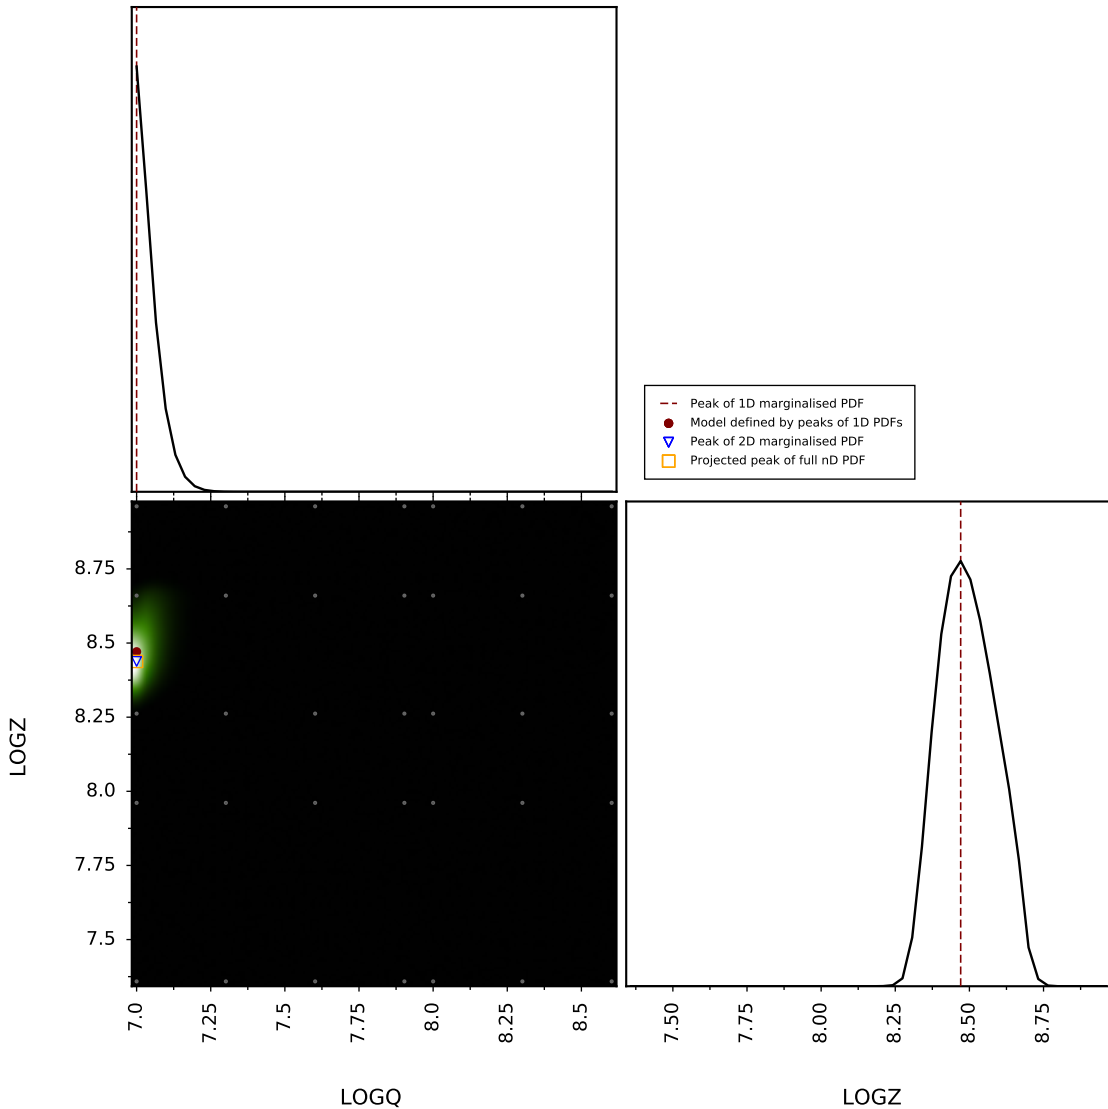 Peak of 1D marginalised PDF
Model defined by peaks of 1D PDFs
Peak of 2D marginalised PDF
Projected peak of full nD PDF
8.75
8.5
8.25
8.0
7.75
7.5
LOGZ
7.0 7.25 7.5 7.75 8.0 8.25 8.5
7.50 7.75 8.00 8.25 8.50 8.75
LOGQ
LOGZ